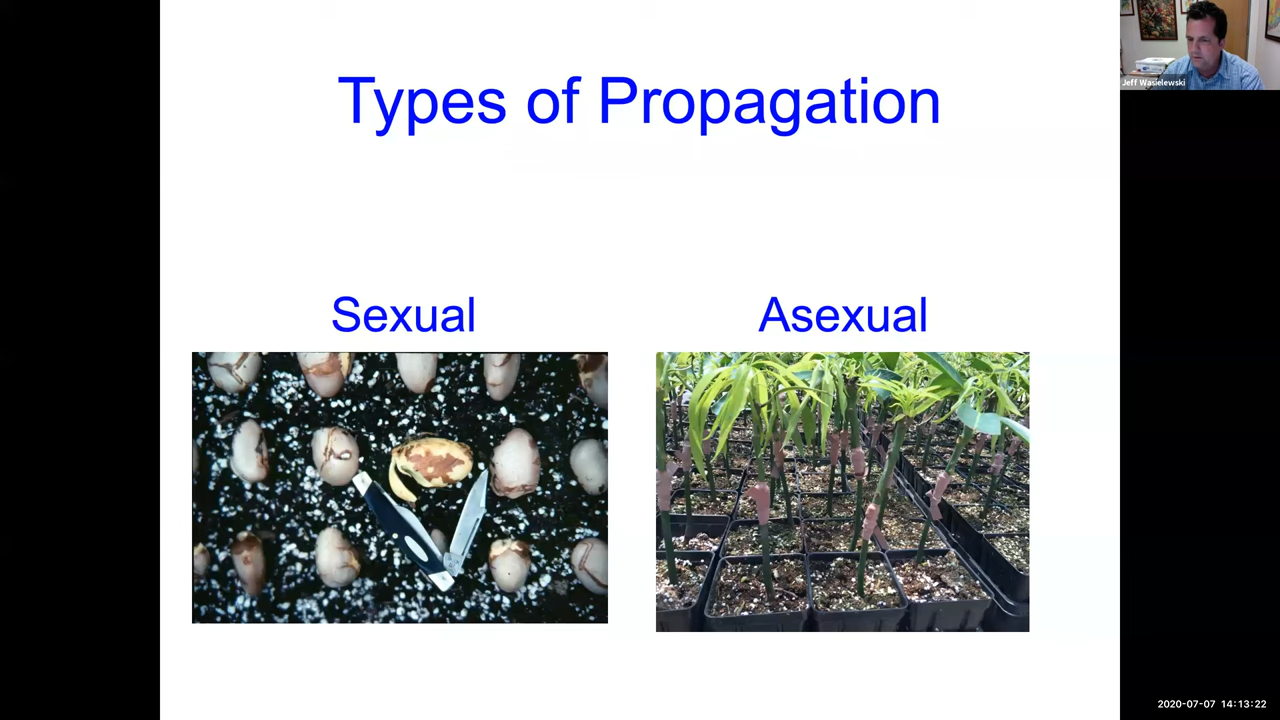 Types of Propagation
Jeff Wasielewski
Sexual
Asexual
2020-07-07 14:13:22